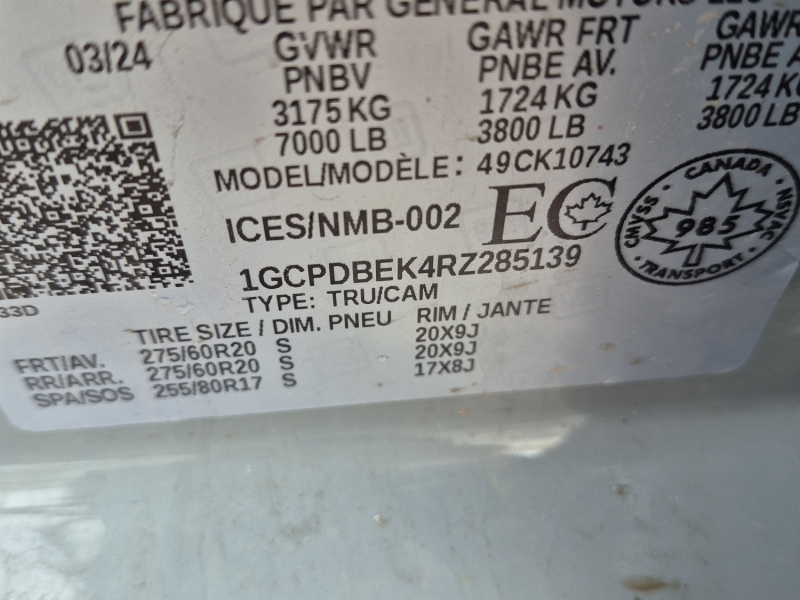 FABRIQUÉ PAR GENERAL MOTORS LLC
03/24
GVWR GAWR FRT GAWR
PNBV PNBE AV. PNBE A
3175 KG 1724 KG 1724 KG
7000 LB 3800 LB 3800 LB
MODEL/MODÈLE: 49CK10743
ICES/NMB-002 EC
CANADA
CMVSS 985 NSVAC
TRANSPORT
1GCPDBEK4RZ285139
TYPE: TRU/CAM
33D
TIRE SIZE / DIM. PNEU RIM / JANTE
FRT/AV. 275/60R20 S 20X9J
RR/ARR. 275/60R20 S 20X9J
SPA/SOS 255/80R17 S 17X8J